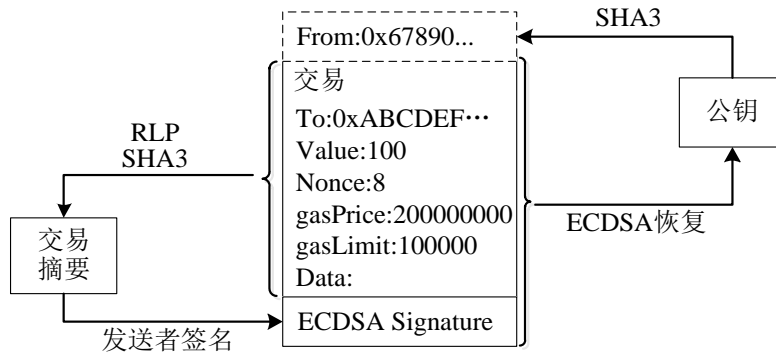 SHA3
From:0x67890...
交易
To:0xABCDEF⋯
Value:100
Nonce:8
gasPrice:200000000
gasLimit:100000
Data:
ECDSA Signature
RLP
SHA3
交易
摘要
发送者签名
公钥
ECDSA恢复